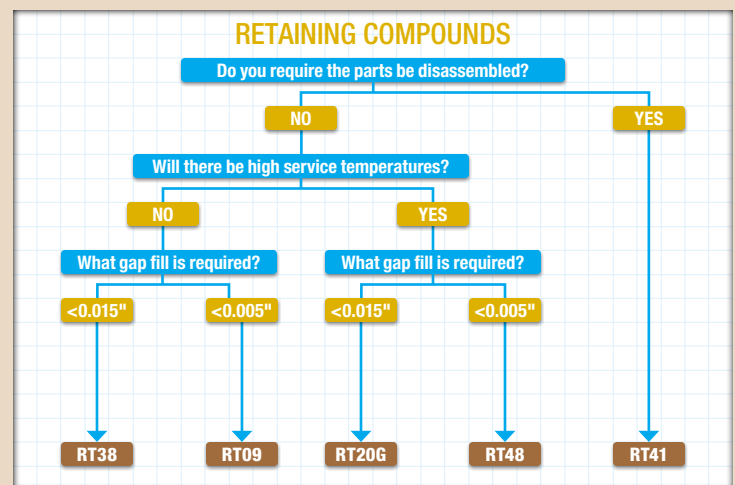 RETAINING COMPOUNDS
Do you require the parts be disassembled?
NO
YES
Will there be high service temperatures?
NO
YES
What gap fill is required?
What gap fill is required?
<0.015"
<0.005"
<0.015"
<0.005"
RT38
RT09
RT20G
RT48
RT41